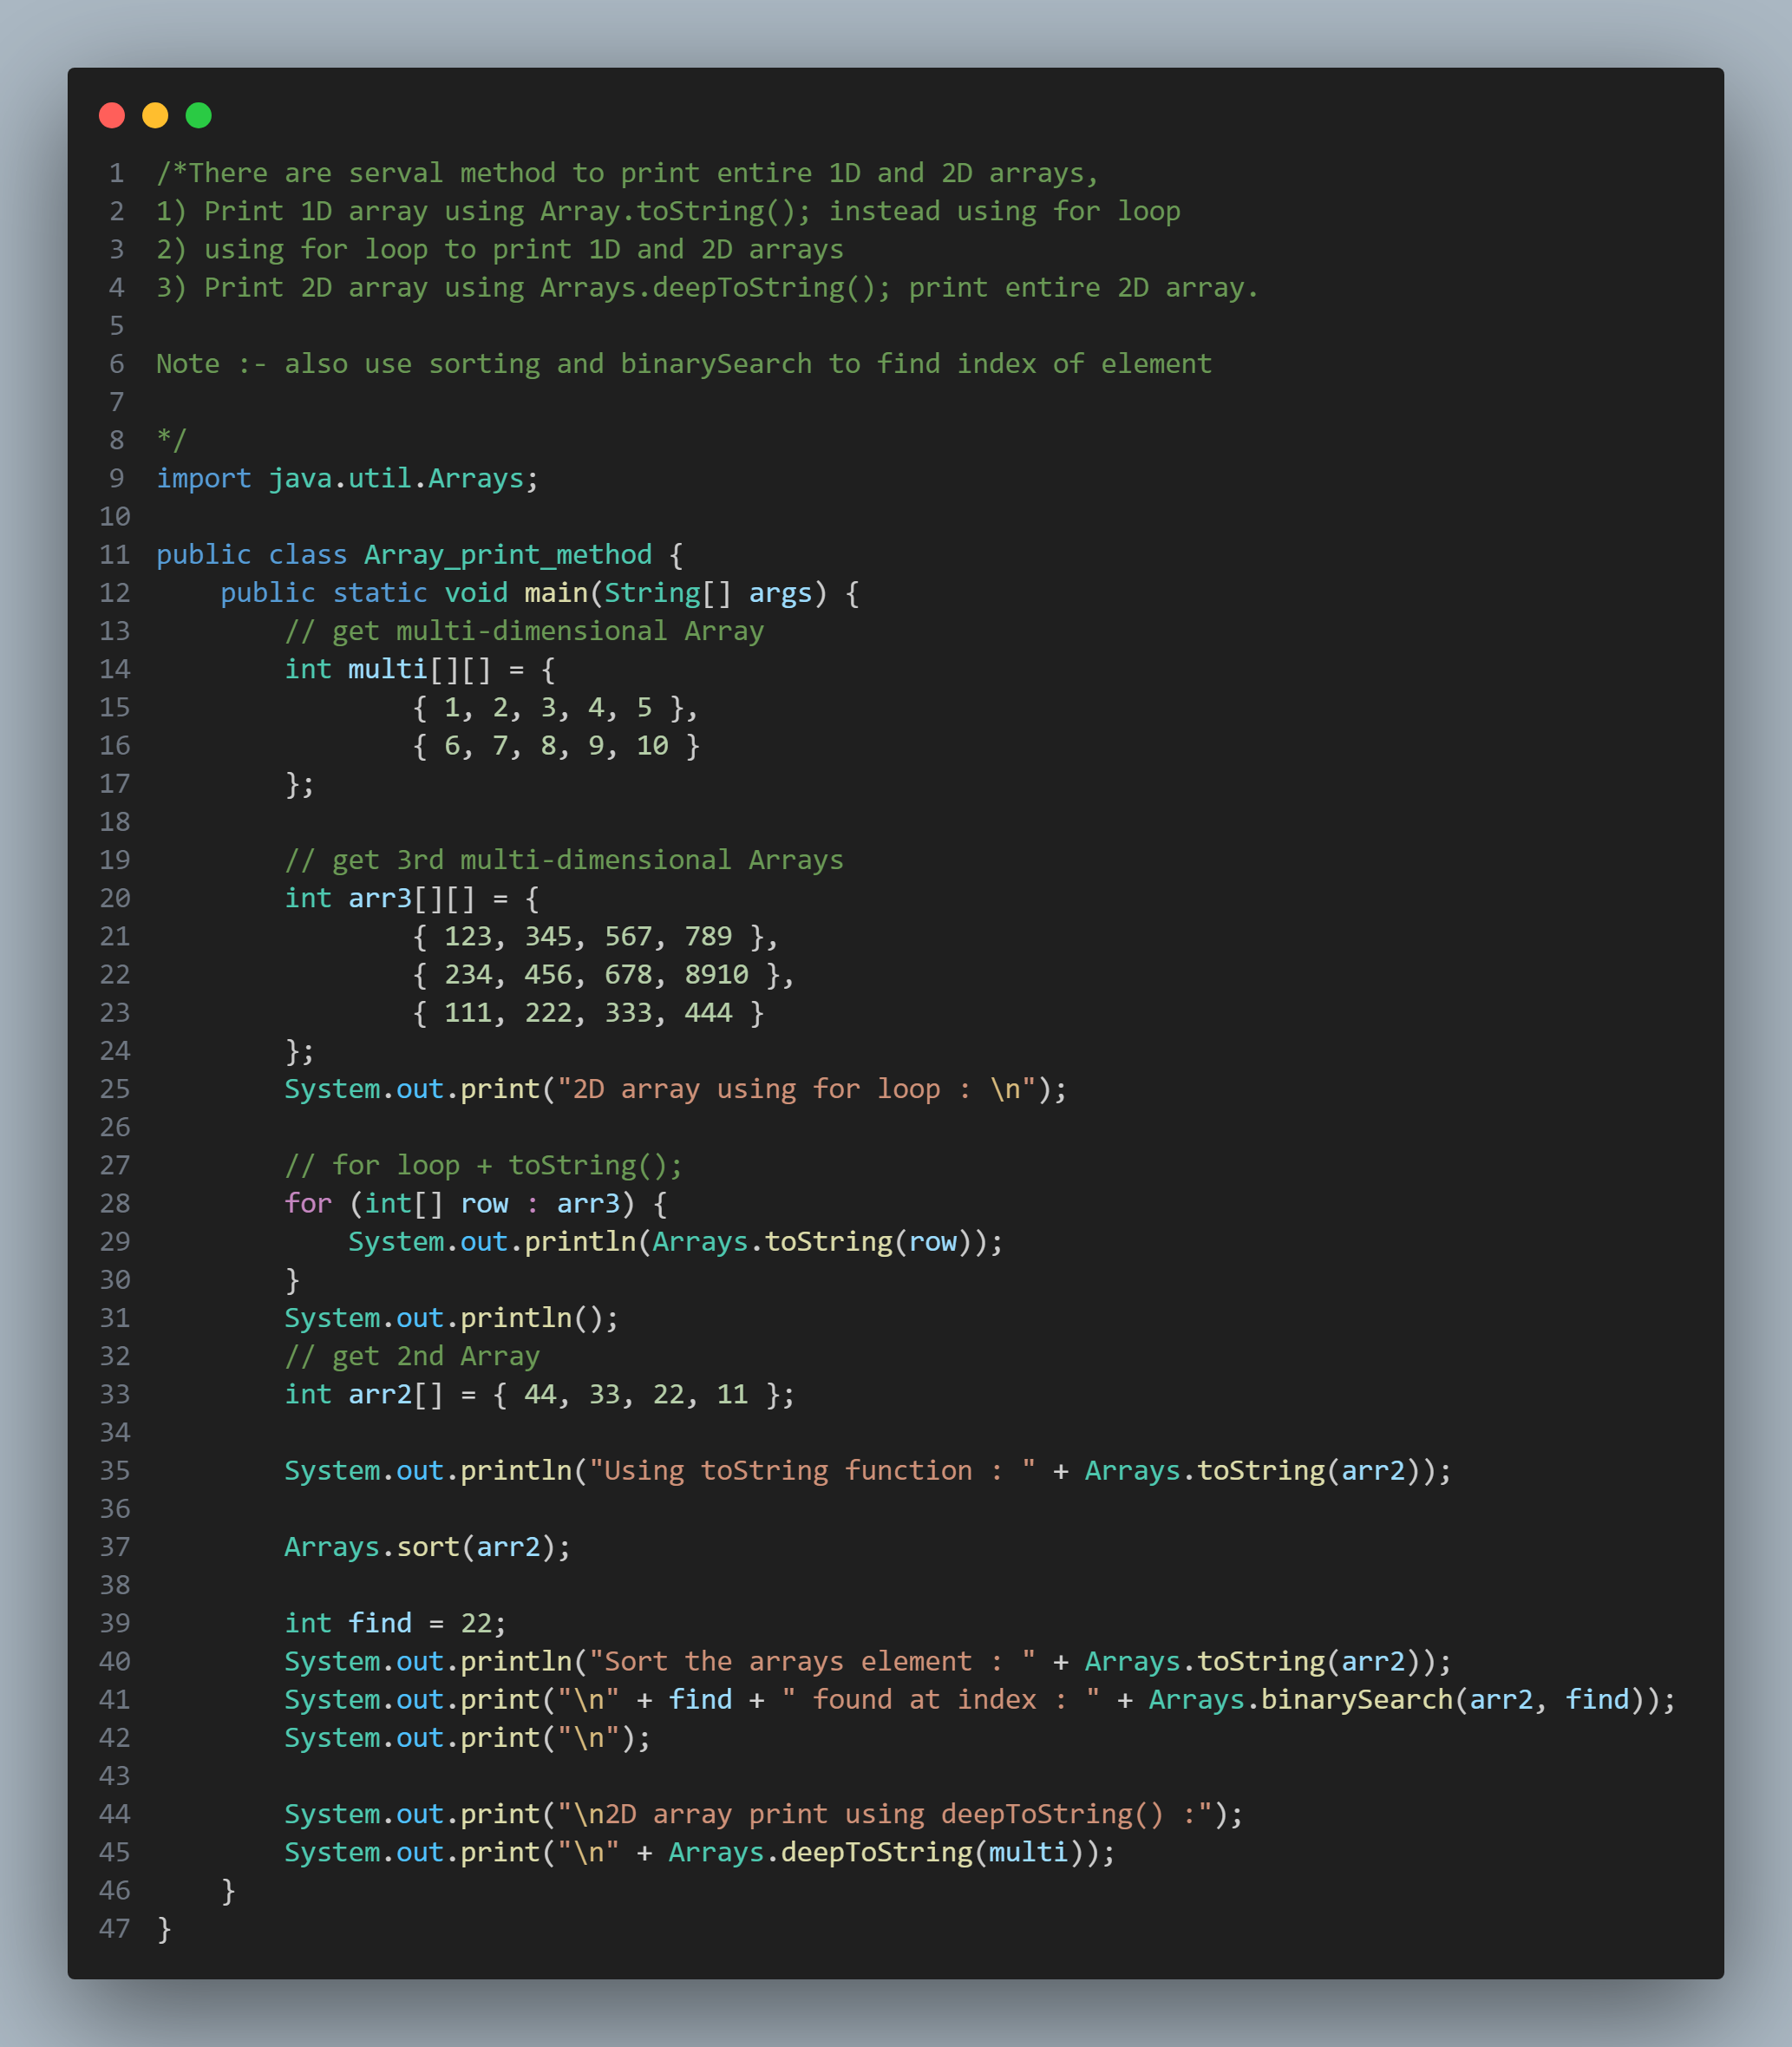 1 /*There are serval method to print entire 1D and 2D arrays,
2 1) Print 1D array using Array.toString(); instead using for loop
3 2) using for loop to print 1D and 2D arrays
4 3) Print 2D array using Arrays.deepToString(); print entire 2D array.
5
6 Note :- also use sorting and binarySearch to find index of element
7
8 */
9 import java.util.Arrays;
10
11 public class Array_print_method {
12     public static void main(String[] args) {
13         // get multi-dimensional Array
14         int multi[][] = {
15                 { 1, 2, 3, 4, 5 },
16                 { 6, 7, 8, 9, 10 }
17         };
18
19         // get 3rd multi-dimensional Arrays
20         int arr3[][] = {
21                 { 123, 345, 567, 789 },
22                 { 234, 456, 678, 8910 },
23                 { 111, 222, 333, 444 }
24         };
25         System.out.print("2D array using for loop : \n");
26
27         // for loop + toString();
28         for (int[] row : arr3) {
29             System.out.println(Arrays.toString(row));
30         }
31         System.out.println();
32         // get 2nd Array
33         int arr2[] = { 44, 33, 22, 11 };
34
35         System.out.println("Using toString function : " + Arrays.toString(arr2));
36
37         Arrays.sort(arr2);
38
39         int find = 22;
40         System.out.println("Sort the arrays element : " + Arrays.toString(arr2));
41         System.out.print("\n" + find + " found at index : " + Arrays.binarySearch(arr2, find));
42         System.out.print("\n");
43
44         System.out.print("\n2D array print using deepToString() :");
45         System.out.print("\n" + Arrays.deepToString(multi));
46     }
47 }